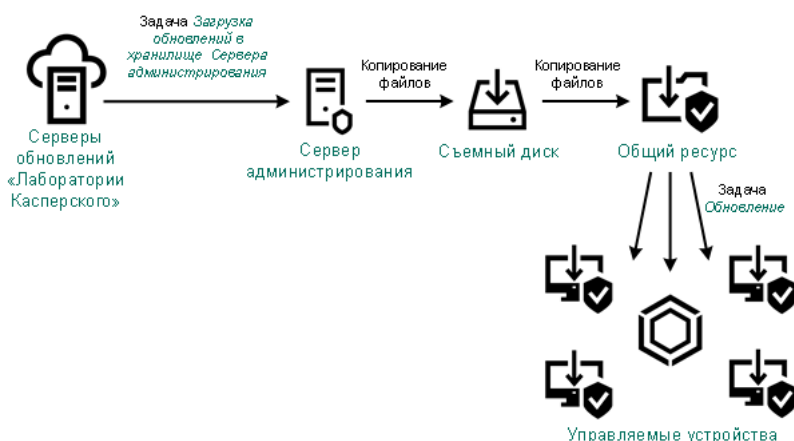 Задача Загрузка
обновлений в
хранилище Сервера
администрирования
Копирование
файлов
Копирование
файлов
Серверы
обновлений
«Лаборатории
Касперского»
Сервер
администрирования
Съемный диск
Общий ресурс
Задача
Обновление
Управляемые устройства